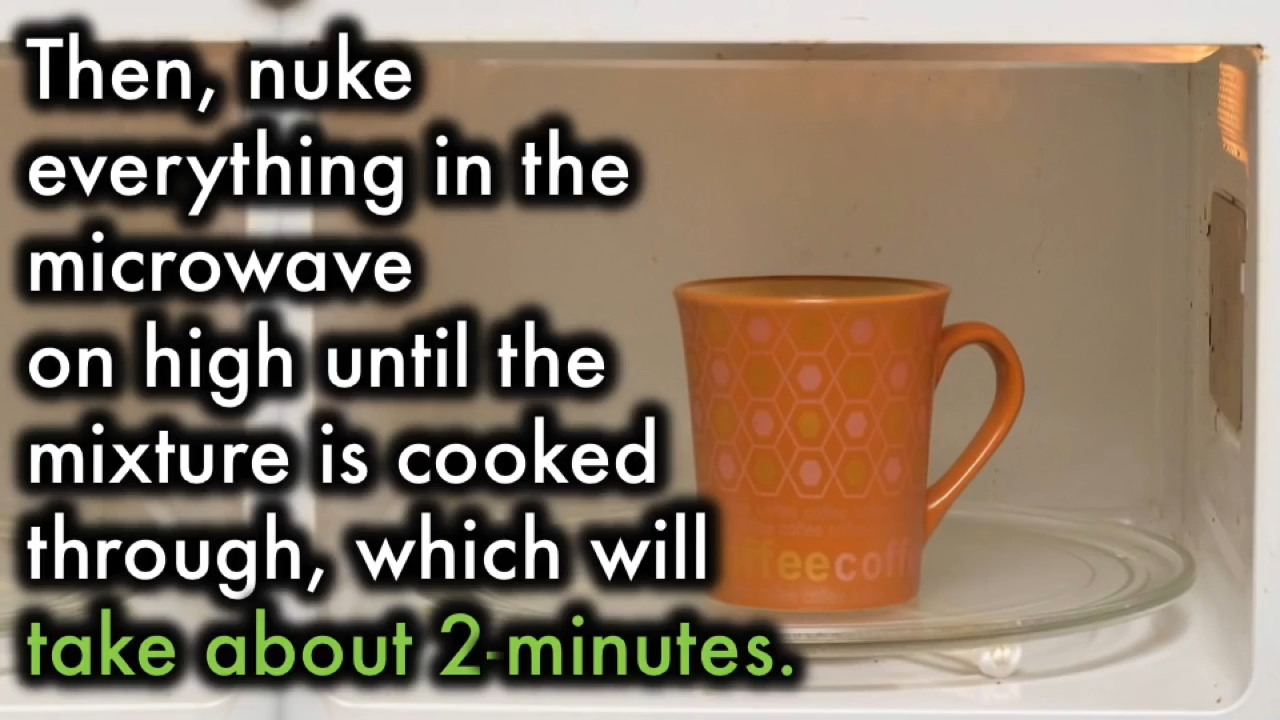 Then, nuke
everything in the
microwave
on high until the
mixture is cooked
through, which will
take about 2-minutes.
ffeecoff